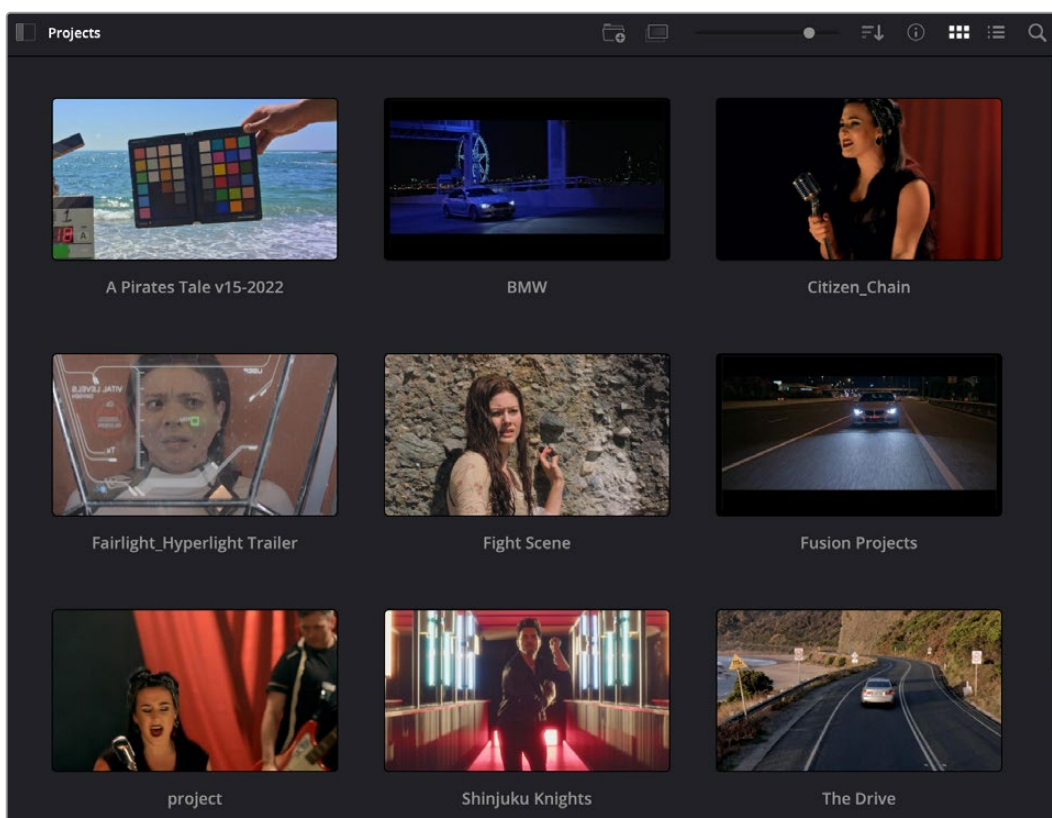 Projects
A Pirates Tale v15-2022
BMW
Citizen_Chain
Fairlight_Hyperlight Trailer
Fight Scene
Fusion Projects
project
Shinjuku Knights
The Drive